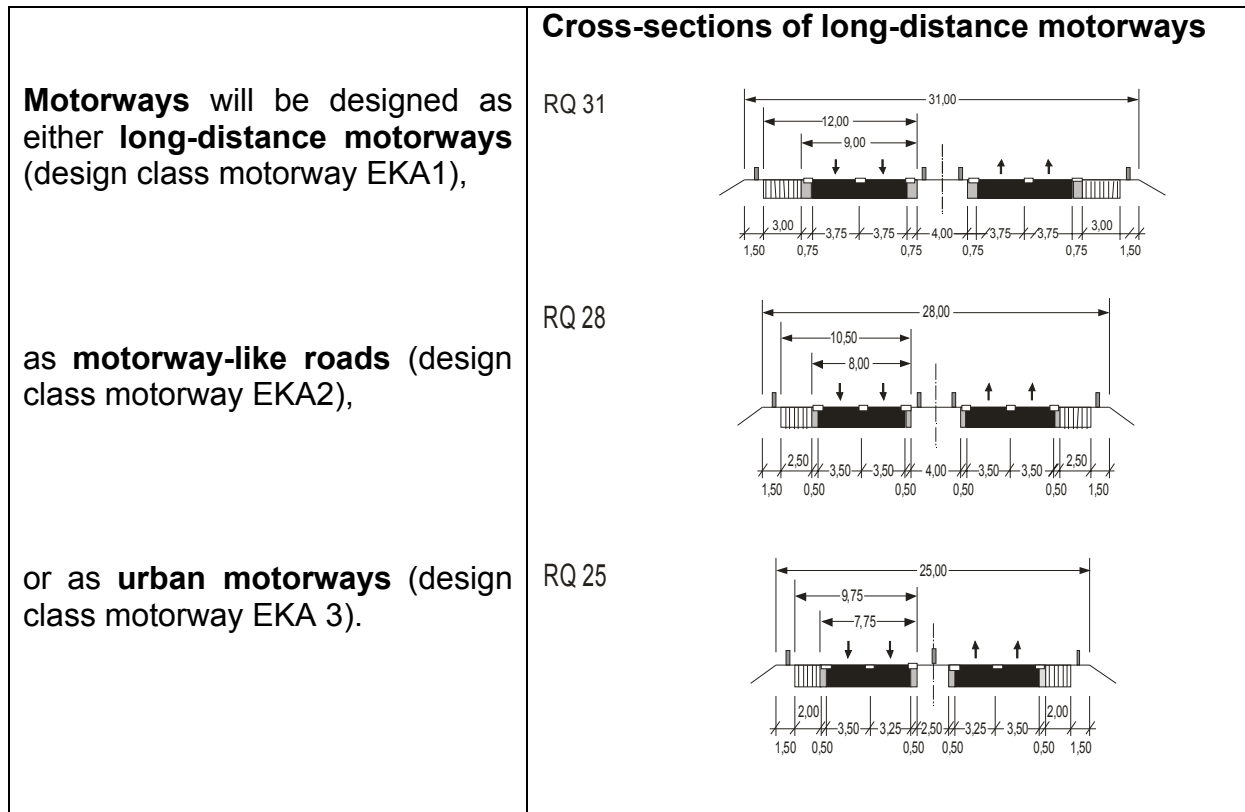 Cross-sections of long-distance motorways
Motorways will be designed as
either long-distance motorways
(design class motorway EKA1),
RQ 31
31,00
12,00
9,00
3,00 3,75 3,75 4,00 3,75 3,75 3,00
1,50 0,75 0,75 0,75 0,75 1,50
as motorway-like roads (design
class motorway EKA2),
RQ 28
28,00
10,50
8,00
2,50 3,50 3,50 4,00 3,50 3,50 2,50
1,50 0,50 0,50 0,50 0,50 1,50
or as urban motorways (design
class motorway EKA 3).
RQ 25
25,00
9,75
7,75
2,00 3,50 3,25 2,50 3,25 3,50 2,00
1,50 0,50 0,50 0,50 0,50 1,50